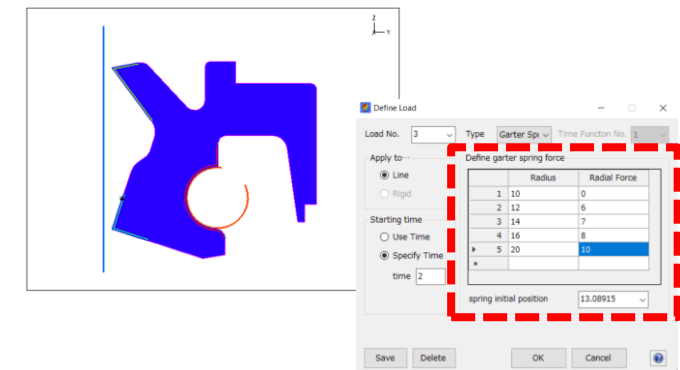 Z
Y
Define Load
Load No. 3 Type Garter Spr Time Functon No. 1
Apply to… Define garter spring force
Line
Rigid
Radius Radial Force
1 10 0
2 12 6
3 14 7
4 16 8
5 20 10
*
Starting time
Use Time
Specify Time
time 2
spring initial position 13.08915
Save Delete OK Cancel